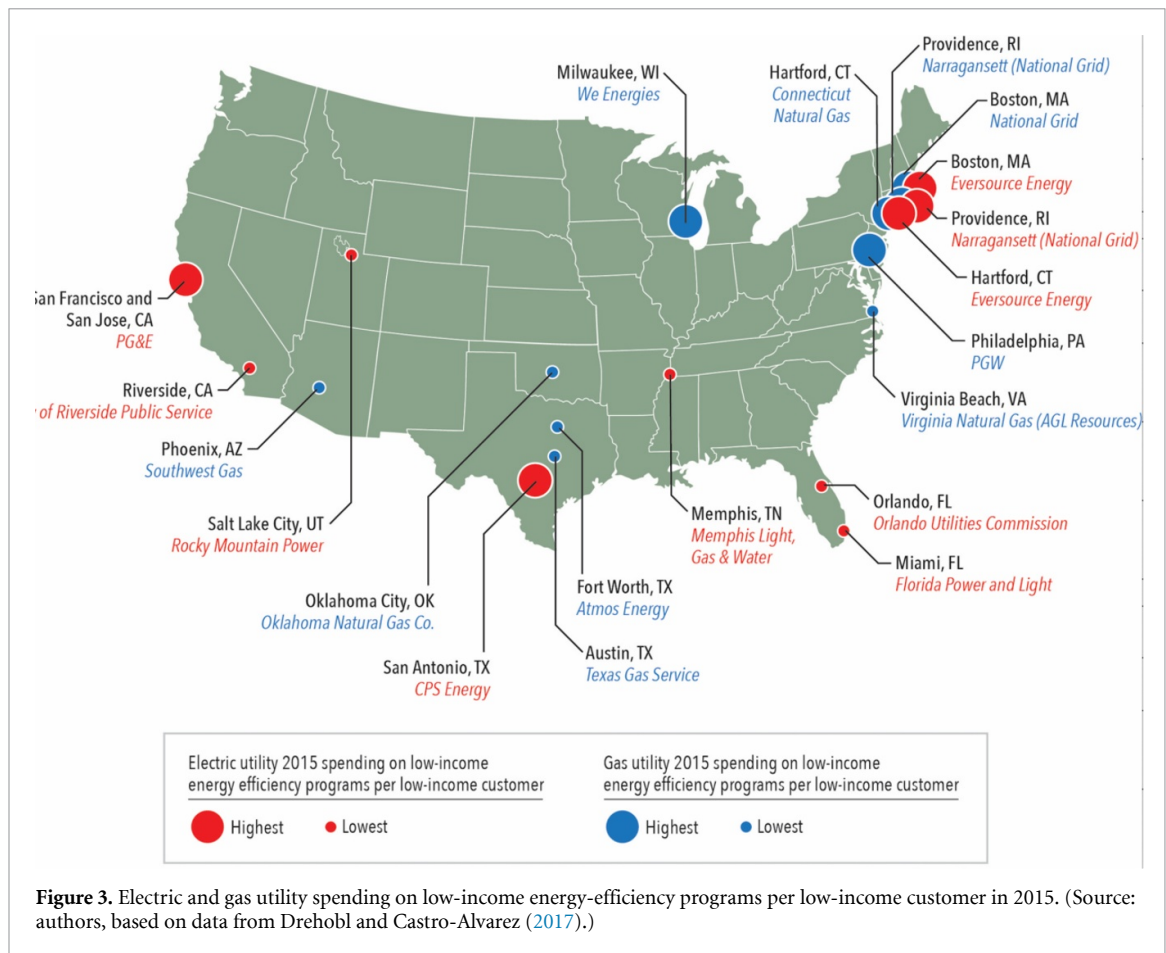 Providence, RI
Narragansett (National Grid)
Milwaukee, WI
We Energies
Hartford, CT
Connecticut
Natural Gas
Boston, MA
National Grid
Boston, MA
Eversource Energy
Providence, RI
Narragansett (National Grid)
Hartford, CT
Eversource Energy
San Francisco and
San Jose, CA
PG&E
Philadelphia, PA
PGW
Riverside, CA
of Riverside Public Service
Virginia Beach, VA
Virginia Natural Gas (AGL Resources)
Phoenix, AZ
Southwest Gas
Salt Lake City, UT
Rocky Mountain Power
Memphis, TN
Memphis Light,
Gas & Water
Orlando, FL
Orlando Utilities Commission
Miami, FL
Florida Power and Light
Oklahoma City, OK
Oklahoma Natural Gas Co.
Fort Worth, TX
Atmos Energy
San Antonio, TX
CPS Energy
Austin, TX
Texas Gas Service
Electric utility 2015 spending on low-income
energy efficiency programs per low-income customer
Highest
Lowest
Gas utility 2015 spending on low-income
energy efficiency programs per low-income customer
Highest
Lowest
Figure 3. Electric and gas utility spending on low-income energy-efficiency programs per low-income customer in 2015. (Source:
authors, based on data from Drehobl and Castro-Alvarez (2017).)